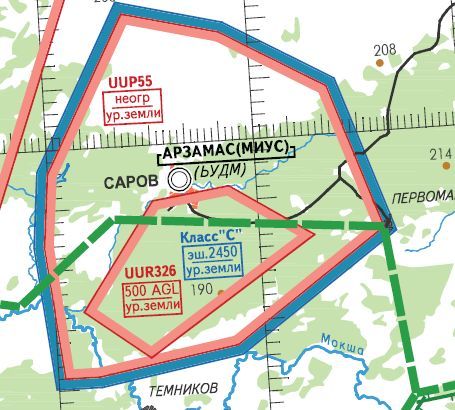 208
UUP55
неогр
ур.земли
214
АРЗАМАС(МИУС)
САРОВ
(БУДМ)
ПЕРВОМА
Класс"С"
эш.2450
ур.земли
UUR326
500 AGL
ур.земли
190
Мокша
ТЕМНИКОВ